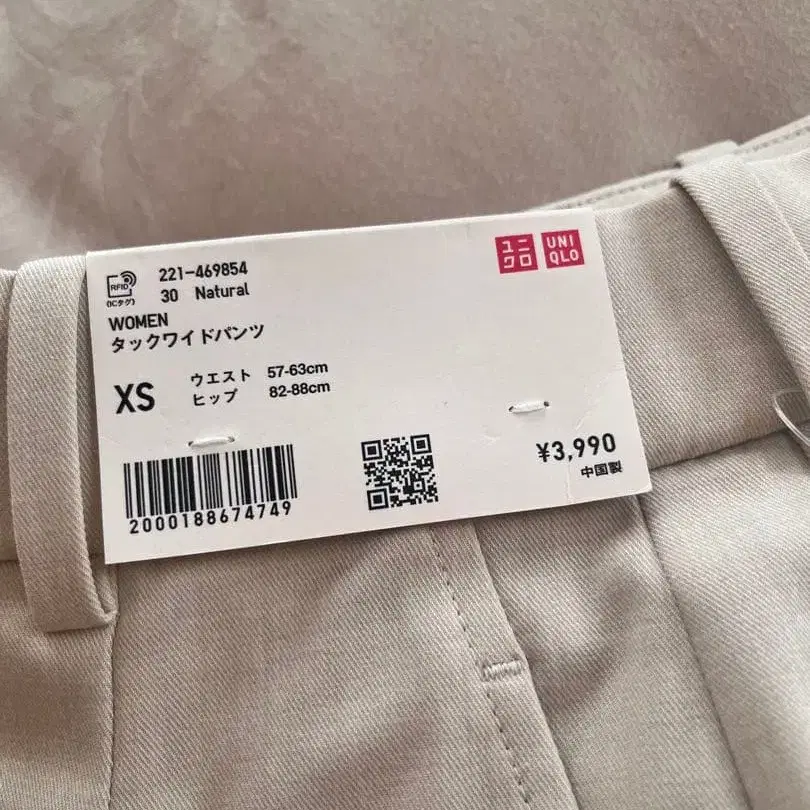 ユニ
クロ
UNI
QLO
RFID
(ICタグ)
221-469854
30 Natural
WOMEN
タックワイドパンツ
XS
ウエスト 57-63cm
ヒップ 82-88cm
2000188674749
¥3,990
中国製